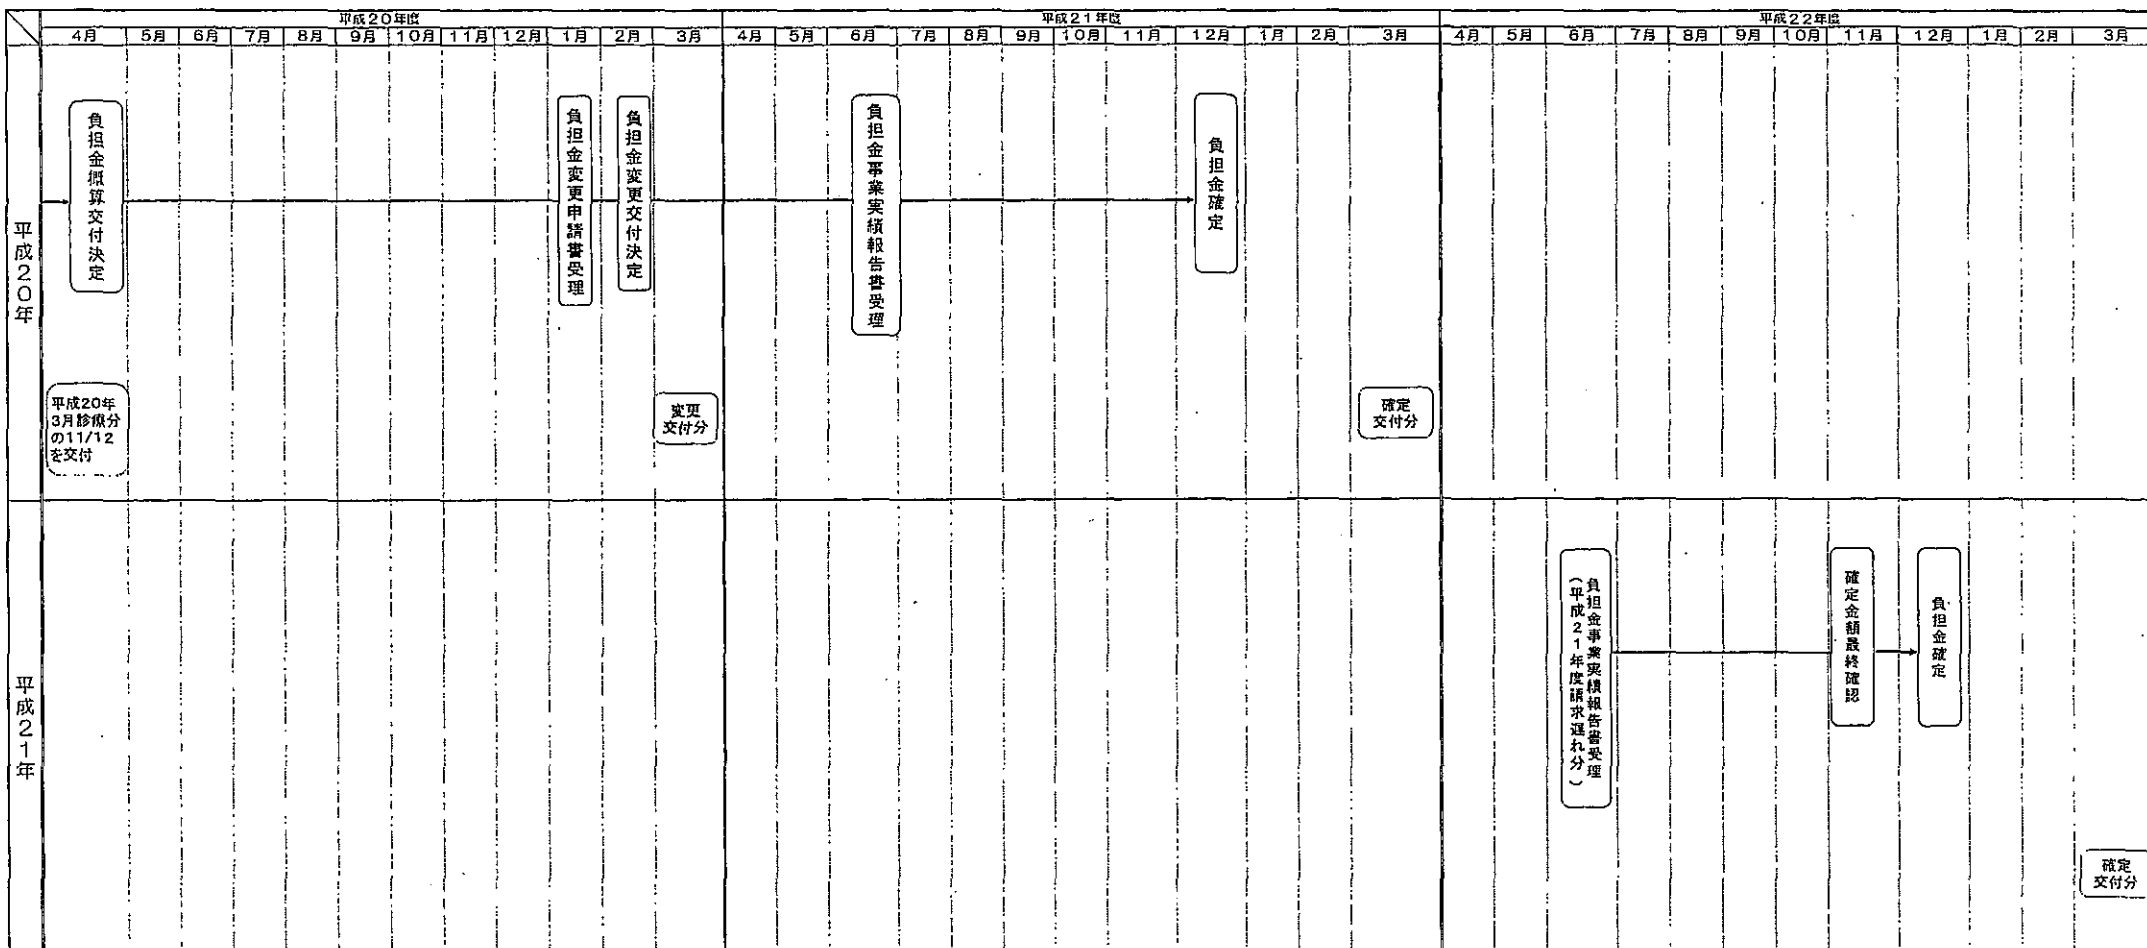 平成20年度
平成21年度
平成22年度
4月 5月 6月 7月 8月 9月 10月 11月 12月 1月 2月 3月 4月 5月 6月 7月 8月 9月 10月 11月 12月 1月 2月 3月 4月 5月 6月 7月 8月 9月 10月 11月 12月 1月 2月 3月
平成20年
負担金概算交付決定
負担金変更申請書受理
負担金変更交付決定
負担金事業実績報告書受理
負担金確定
平成20年
3月診療分
の11/12
を交付
変更
交付分
確定
交付分
平成21年
負担金事業実績報告書受理
(平成21年度請求遅れ分)
確定金額最終確認
負担金確定
確定
交付分